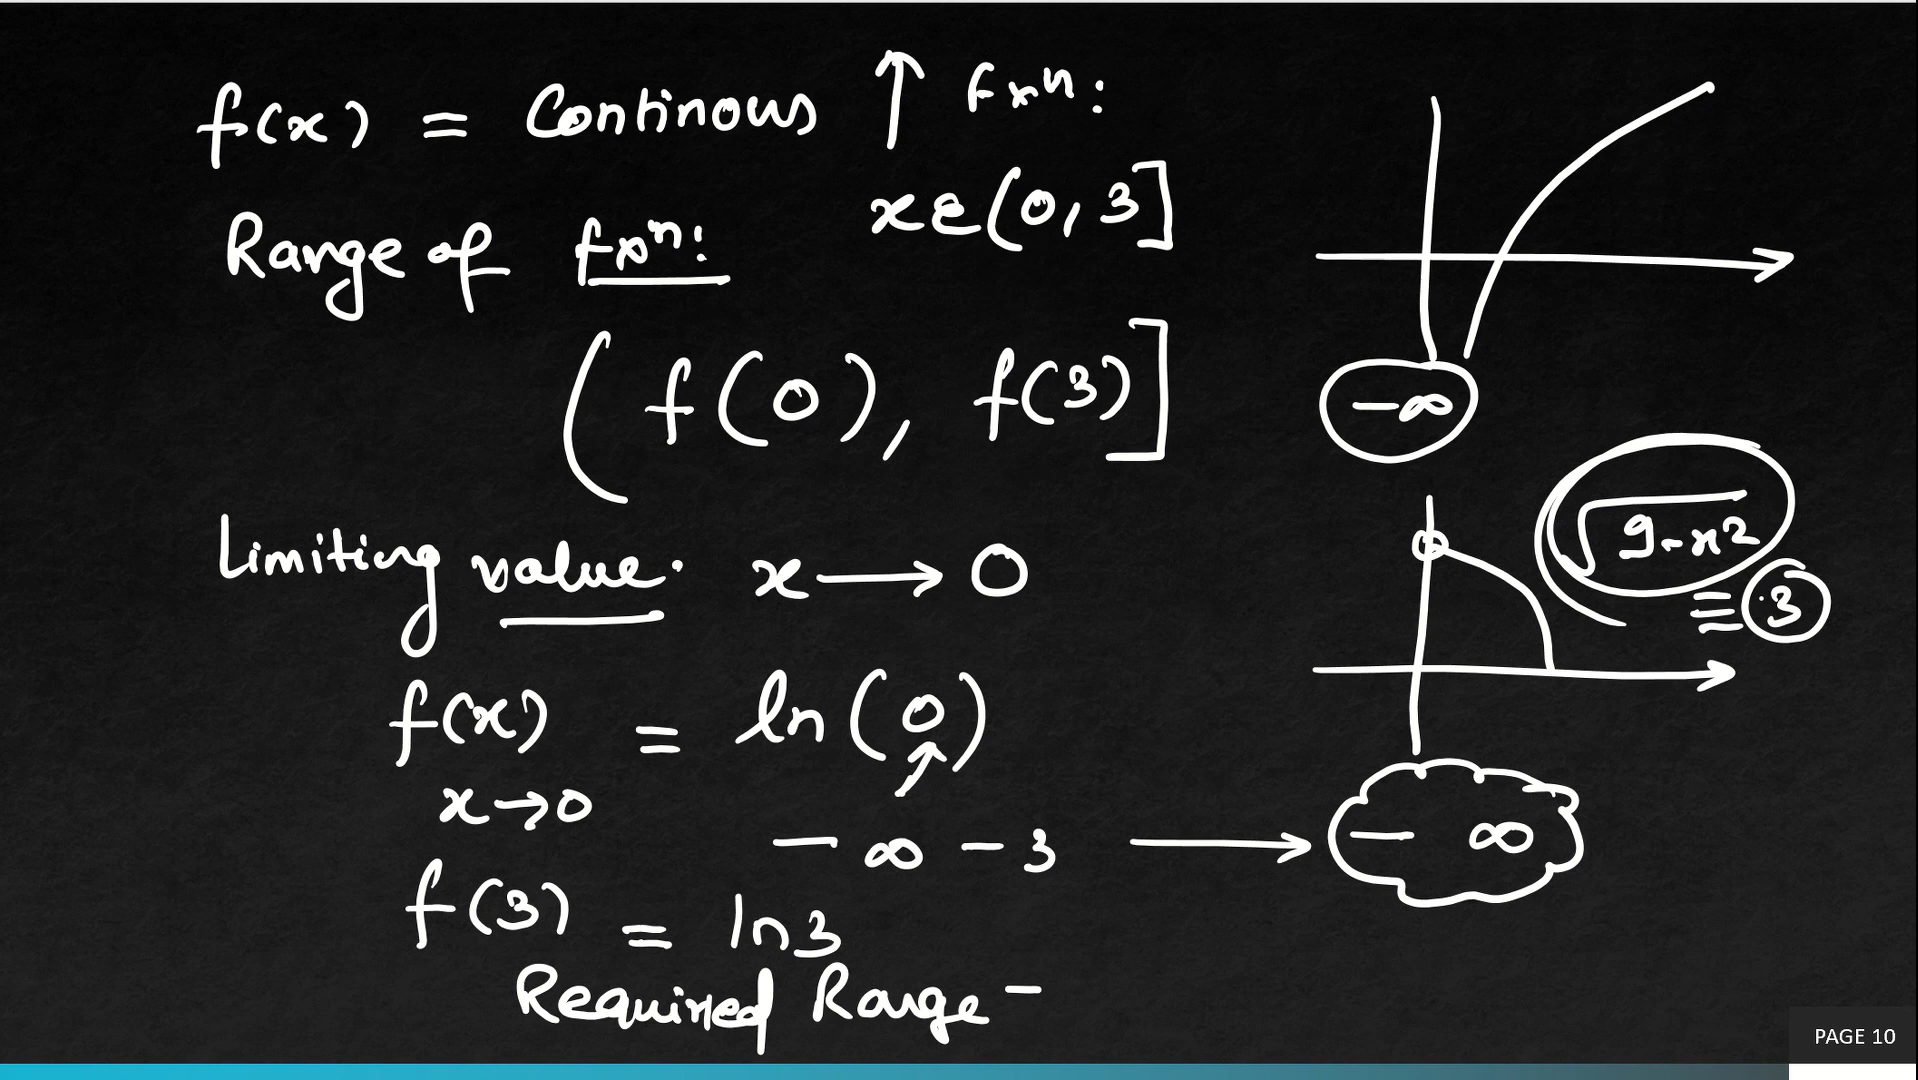 f(x) = Continous ↑ fxⁿ:
x∈(0,3]
Range of fxⁿ:
(f(0), f(3)]
-∞
√9-x²
≡ 3
Limiting value. x → 0
f(x) = ln(0)
x→0
-∞ - 3 → -∞
f(3) = ln3
Required Range -
PAGE 10